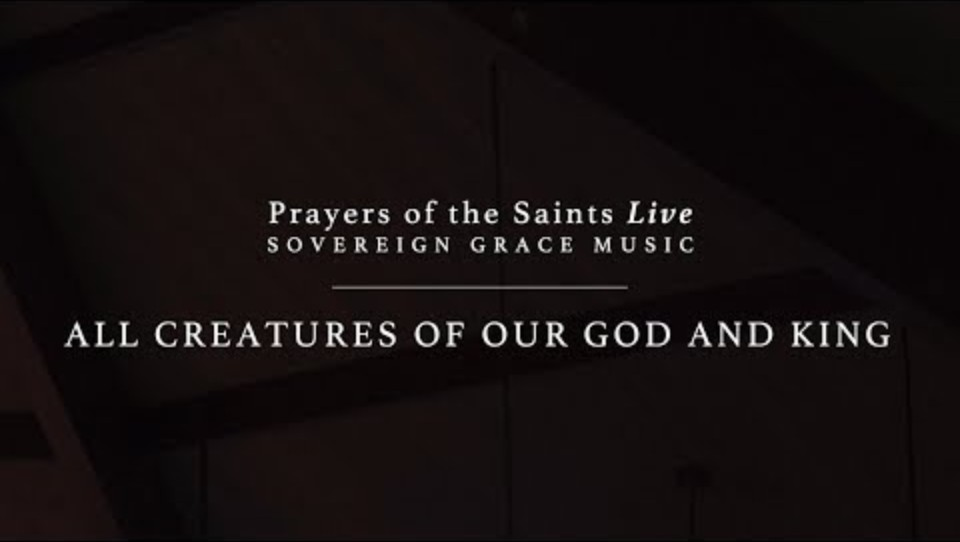 Prayers of the Saints Live
SOVEREIGN GRACE MUSIC
ALL CREATURES OF OUR GOD AND KING